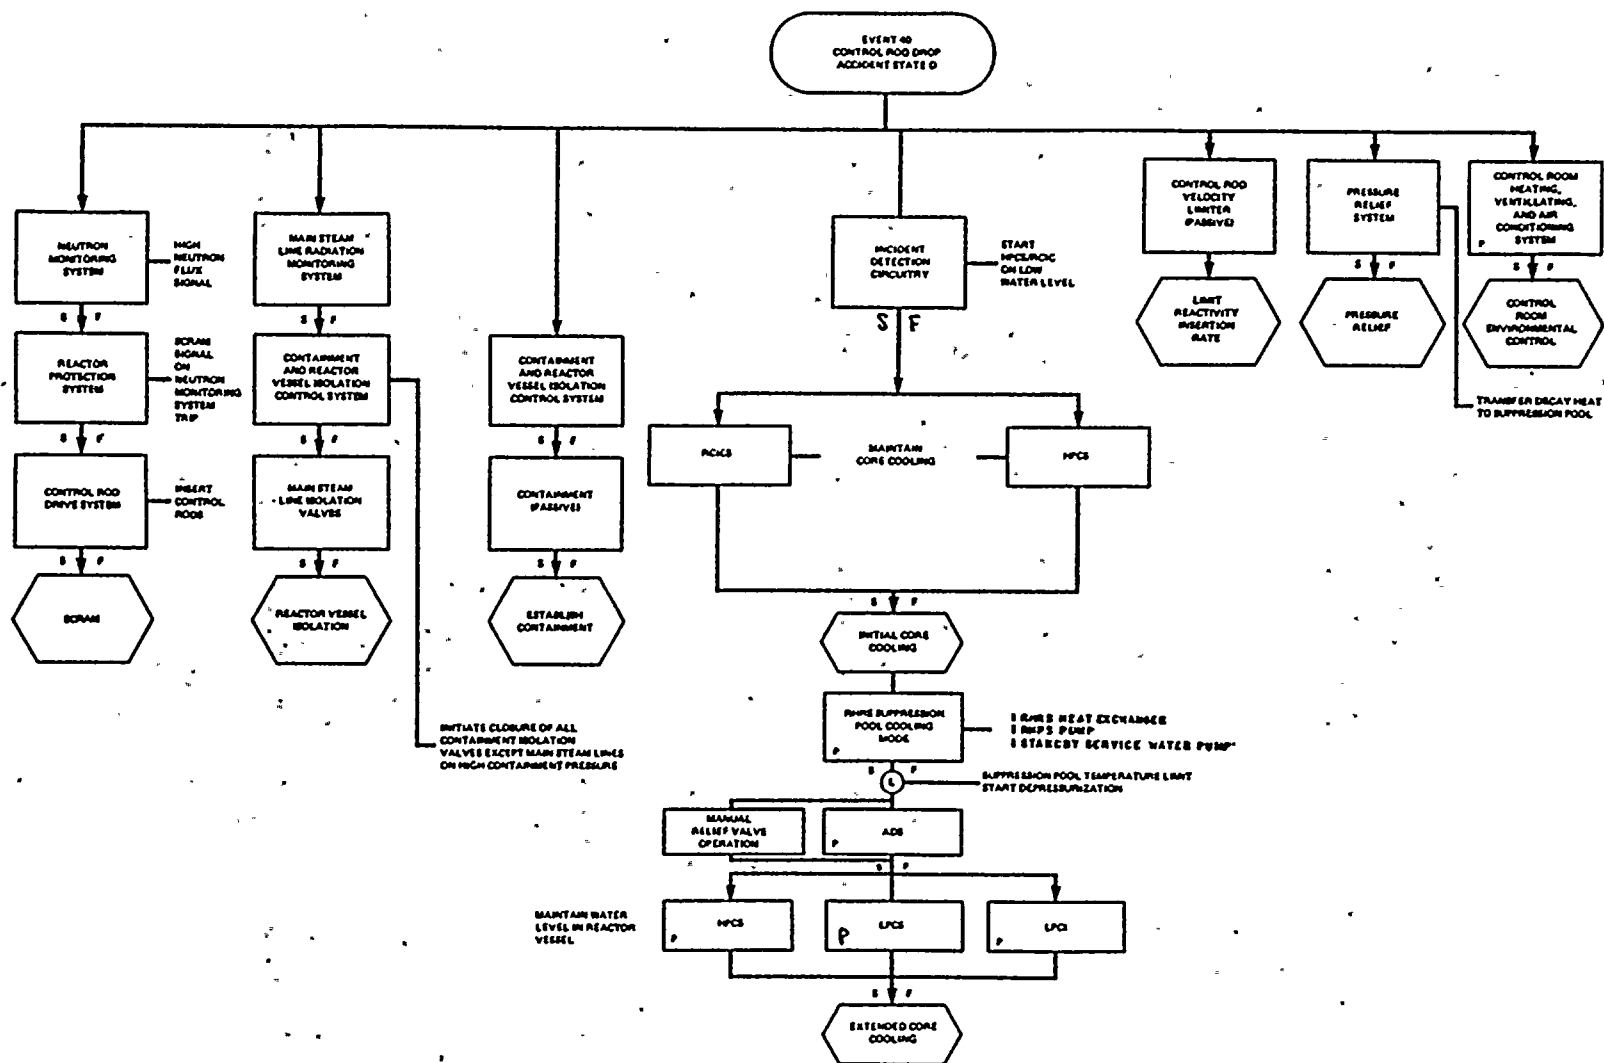 EVENT 40
CONTROL ROD DROP
ACCIDENT STATE D
NEUTRON
MONITORING
SYSTEM
HIGH
NEUTRON
FLUX
SIGNAL
S F
REACTOR
PROTECTION
SYSTEM
SCRAM
SIGNAL
ON
NEUTRON
MONITORING
SYSTEM
TRIP
S F
CONTROL ROD
DRIVE SYSTEM
INSERT
CONTROL
RODS
S F
SCRAM
MAIN STEAM
LINE RADIATION
MONITORING
SYSTEM
S F
CONTAINMENT
AND REACTOR
VESSEL ISOLATION
CONTROL SYSTEM
S F
MAIN STEAM
LINE ISOLATION
VALVES
S F
REACTOR VESSEL
ISOLATION
INITIATE CLOSURE OF ALL
CONTAINMENT ISOLATION
VALVES EXCEPT MAIN STEAM LINES
ON HIGH CONTAINMENT PRESSURE
CONTAINMENT
AND REACTOR
VESSEL ISOLATION
CONTROL SYSTEM
S F
CONTAINMENT
(PASSIVE)
S F
ESTABLISH
CONTAINMENT
INCIDENT
DETECTION
CIRCUITRY
START
HPCS/RCIC
ON LOW
WATER LEVEL
S F
RCICS
MAINTAIN
CORE COOLING
HPCS
S F
INITIAL CORE
COOLING
RHRS SUPPRESSION
POOL COOLING
MODE
P
1 RHRS HEAT EXCHANGER
1 RHRS PUMP
1 STANDBY SERVICE WATER PUMP
S F
SUPPRESSION POOL TEMPERATURE LIMIT
START DEPRESSURIZATION
MANUAL
RELIEF VALVE
OPERATION
ADS
P
S F
MAINTAIN WATER
LEVEL IN REACTOR
VESSEL
HPCS
P
LPCS
P
LPCI
P
S F
EXTENDED CORE
COOLING
CONTROL ROD
VELOCITY
LIMITER
(PASSIVE)
LIMIT
REACTIVITY
INSERTION
RATE
PRESSURE
RELIEF
SYSTEM
S F
PRESSURE
RELIEF
TRANSFER DECAY HEAT
TO SUPPRESSION POOL
CONTROL ROOM
HEATING,
VENTILLATING,
AND AIR
CONDITIONING
SYSTEM
P
S F
CONTROL
ROOM
ENVIRONMENTAL
CONTROL